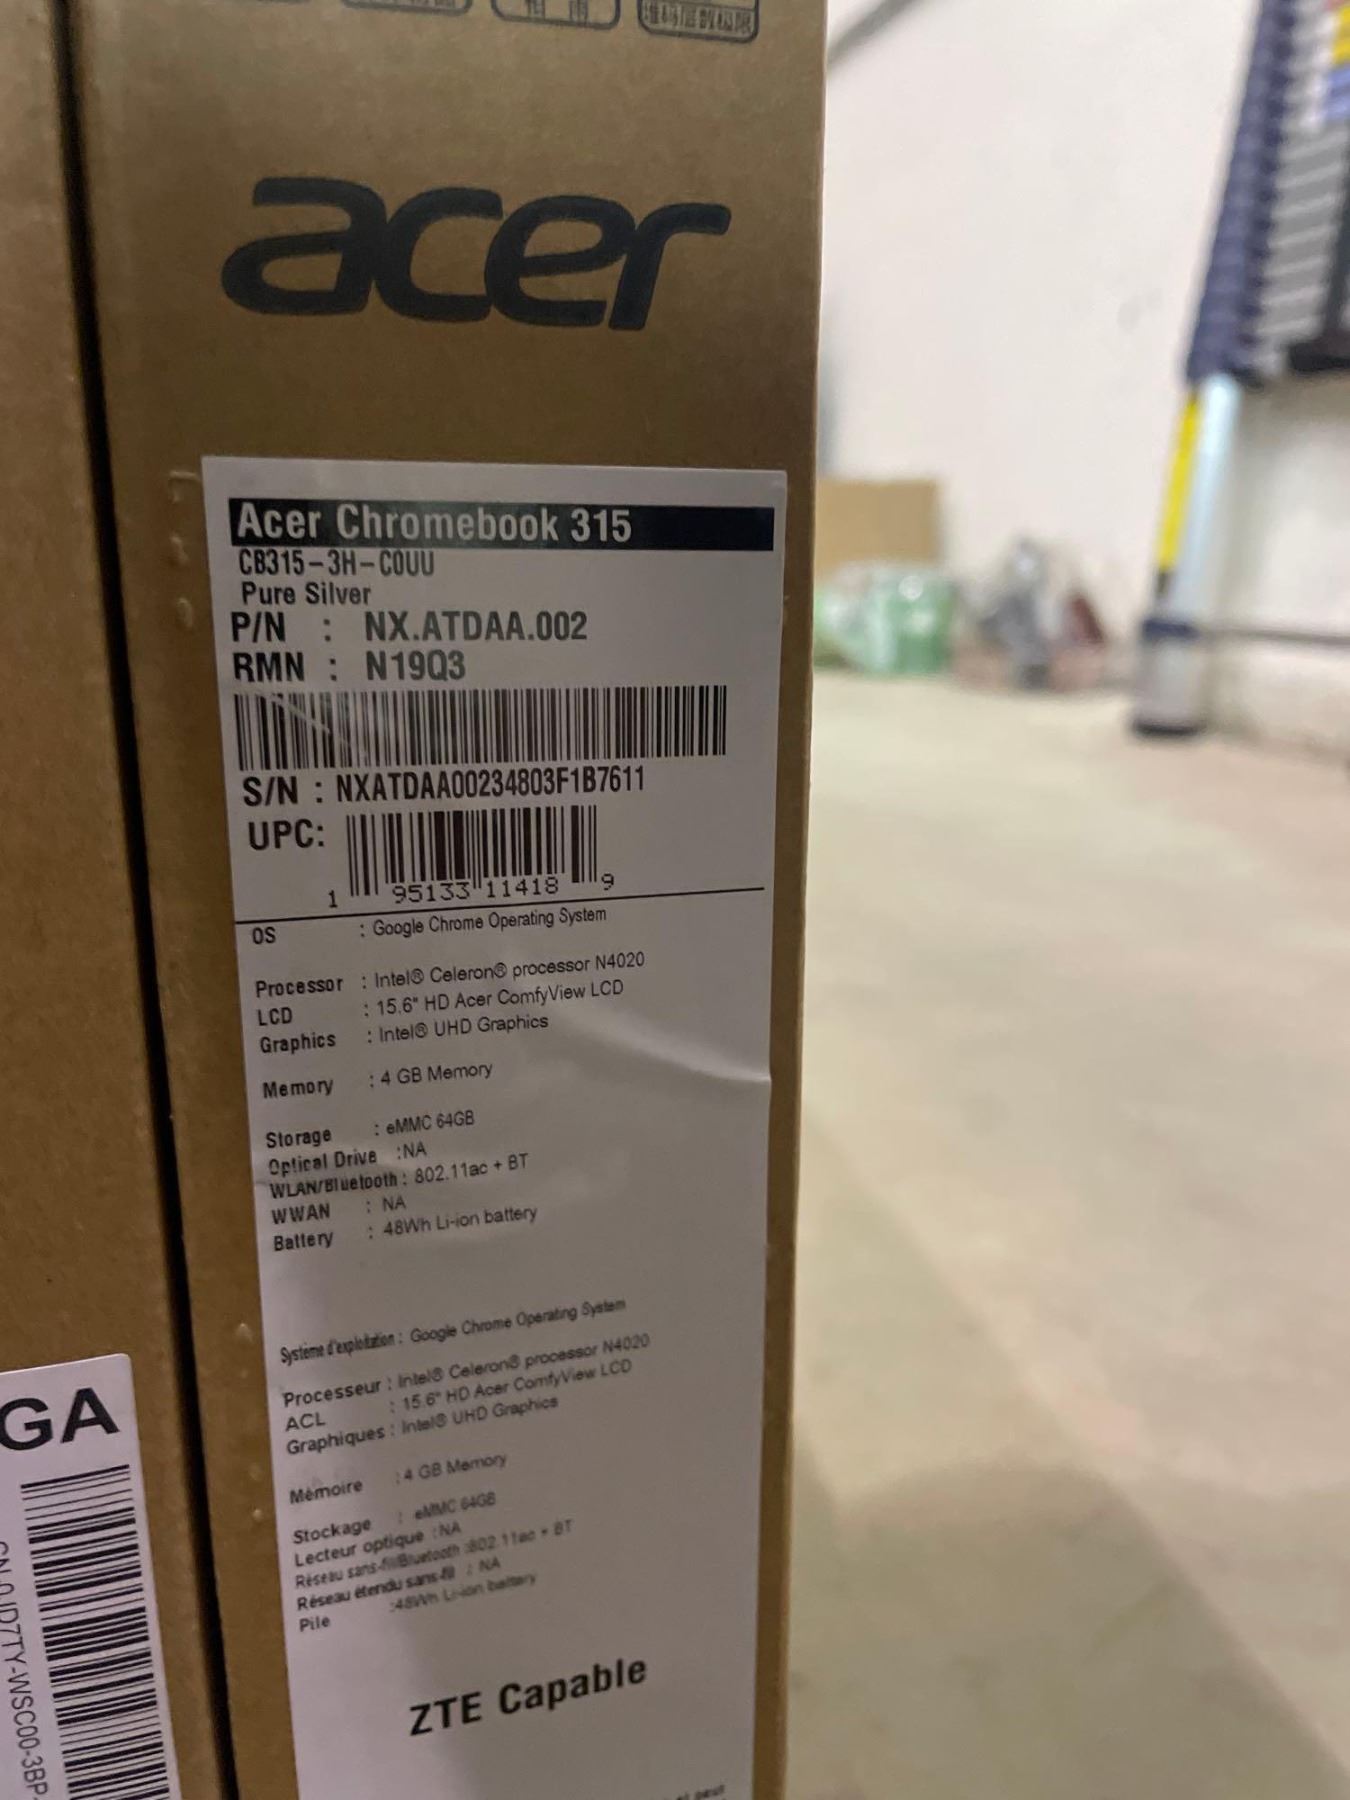 acer
Acer Chromebook 315
CB315-3H-C0UU
Pure Silver
P/N : NX.ATDAA.002
RMN : N19Q3
S/N : NXATDAA00234803F1B7611
UPC:
1 95133 11418 9
OS : Google Chrome Operating System
Processor : Intel® Celeron® processor N4020
LCD : 15.6" HD Acer ComfyView LCD
Graphics : Intel® UHD Graphics
Memory : 4 GB Memory
Storage : eMMC 64GB
Optical Drive :NA
WLAN/Bluetooth : 802.11ac + BT
WWAN : NA
Battery : 48Wh Li-ion battery
Système d'exploitation : Google Chrome Operating System
Processeur : Intel® Celeron® processor N4020
ACL : 15.6" HD Acer ComfyView LCD
Graphiques : Intel® UHD Graphics
Mémoire :4 GB Memory
Stockage : eMMC 64GB
Lecteur optique :NA
Réseau sans-fil/Bluetooth :802.11ac + BT
Réseau étendu sans-fil : NA
Pile :48Wh Li-ion battery
ZTE Capable
GA
CN-0JD7TY-WSC00-3BP-